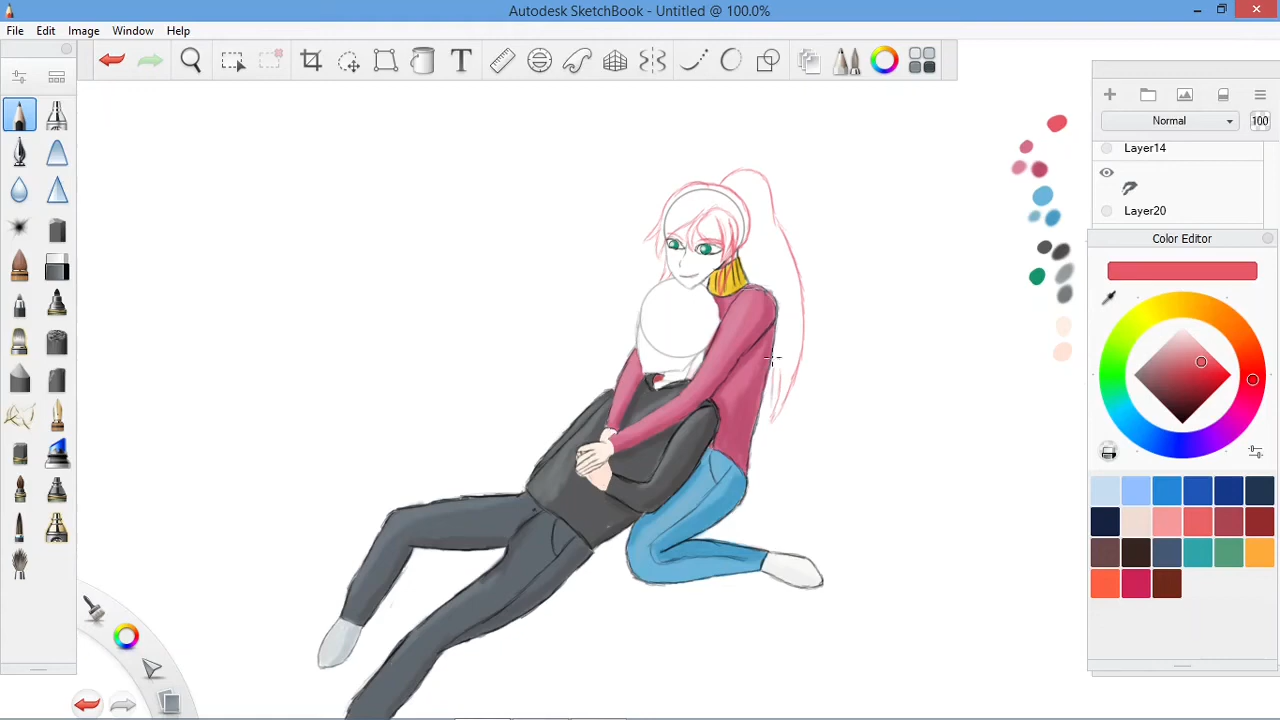 Autodesk SketchBook - Untitled @ 100.0%
File Edit Image Window Help
T
Normal 100
Layer14
Layer20
Color Editor